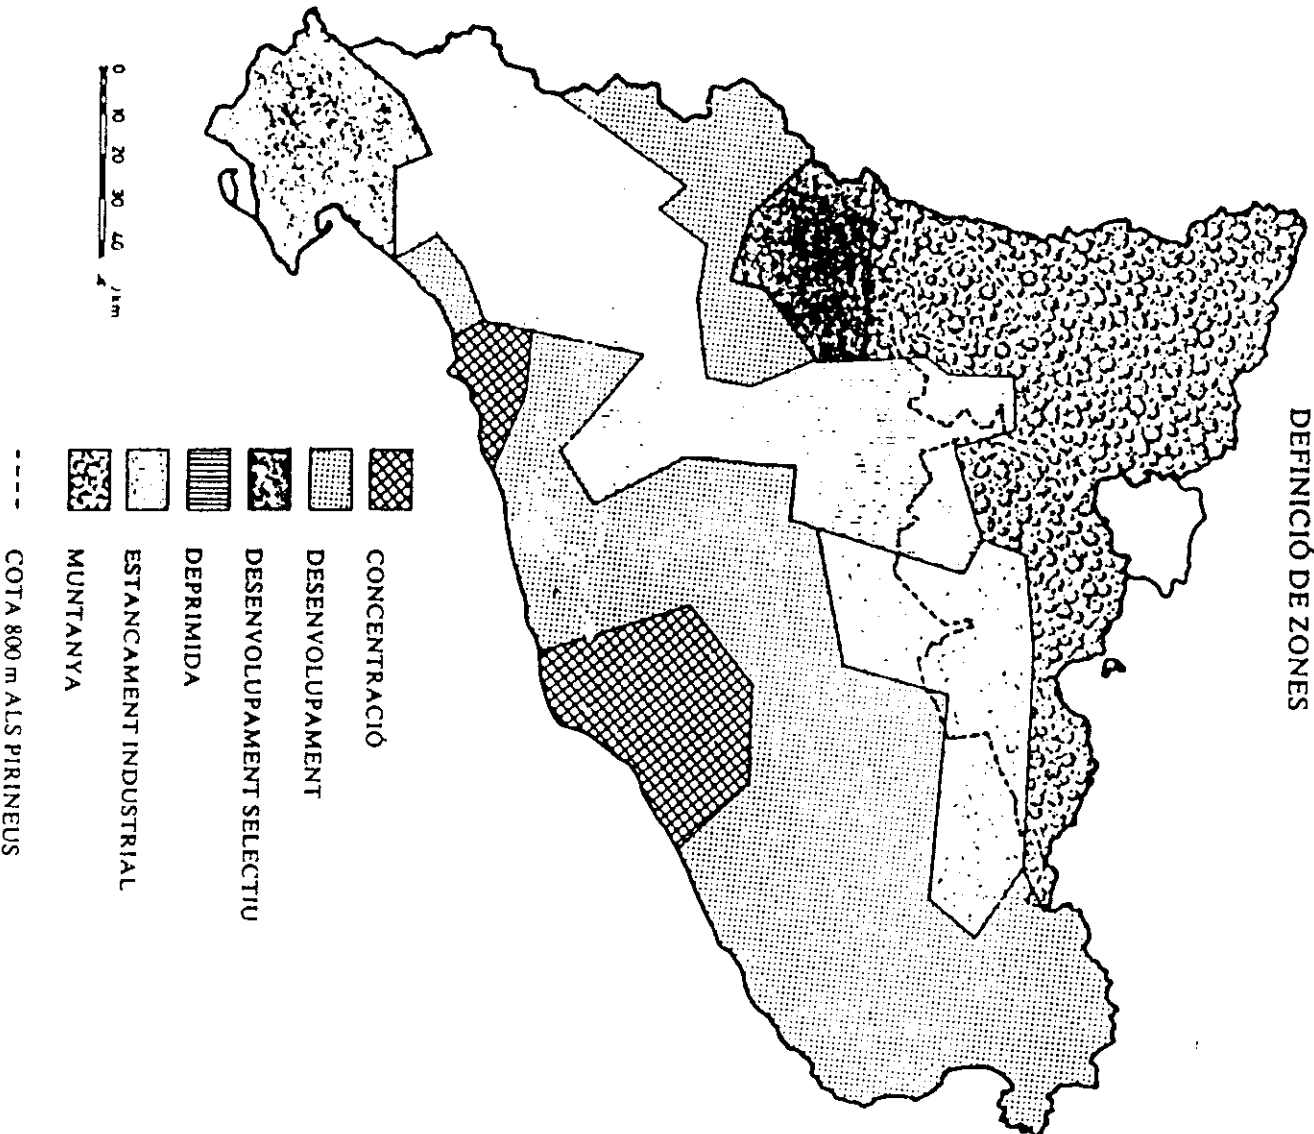 DEFINICIÓ DE ZONES
CONCENTRACIÓ
DESENVOLUPAMENT
DESENVOLUPAMENT SELECTIU
DEPRIMIDA
ESTANCAMENT INDUSTRIAL
MUNTANYA
COTA 800 m ALS PIRINEUS
0 10 20 30 40 km